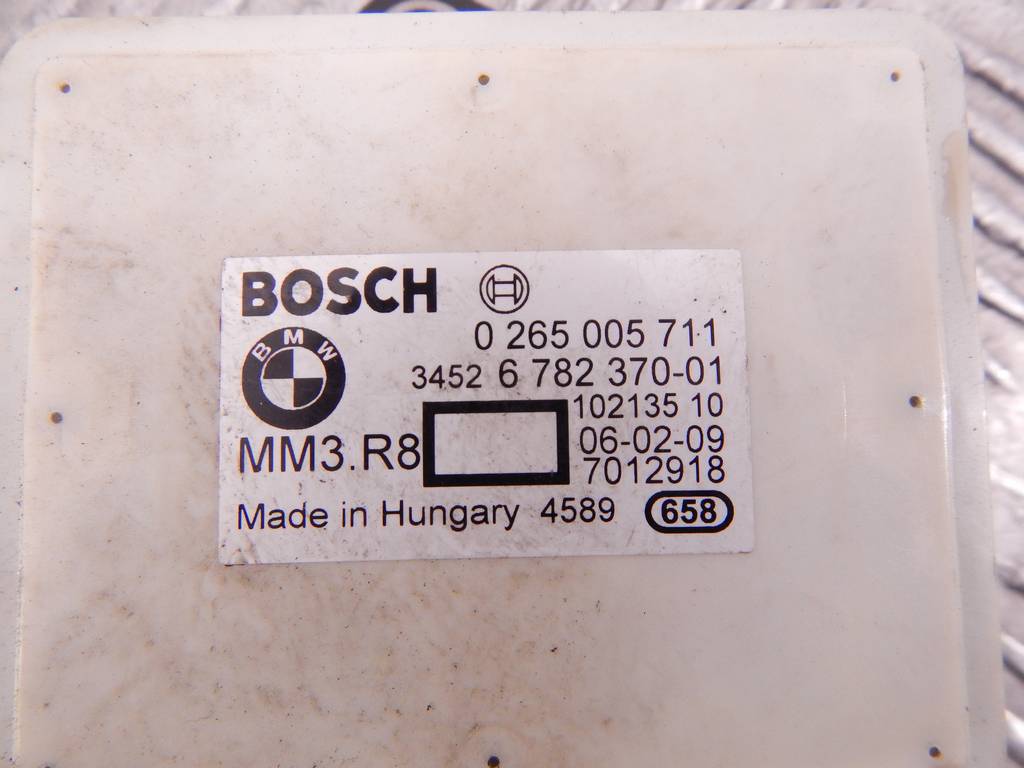 BOSCH
0 265 005 711
BMW
3452 6 782 370-01
102135 10
06-02-09
MM3.R8
7012918
Made in Hungary 4589 658